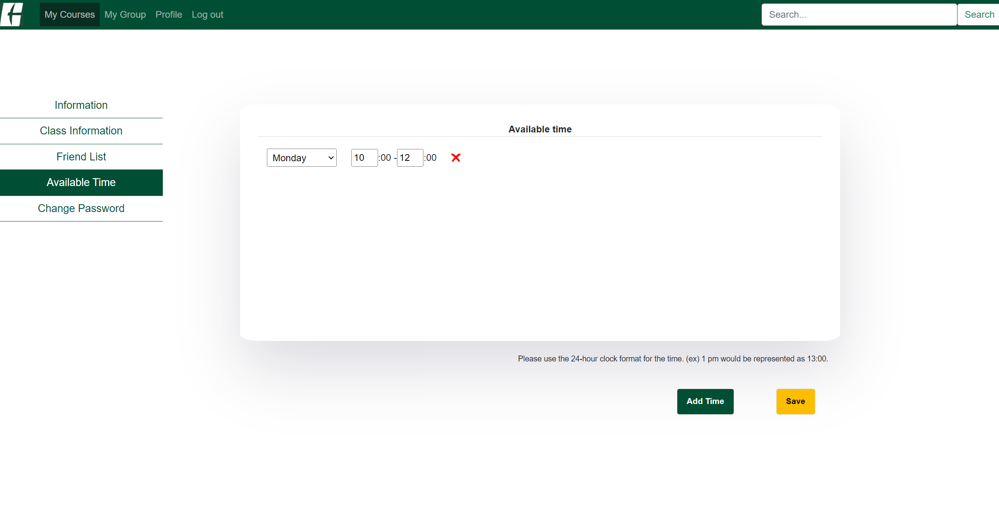 My Courses My Group Profile Log out Search... Search
Information
Class Information
Friend List
Available Time
Change Password
Available time
Monday 10 :00 - 12 :00
Please use the 24-hour clock format for the time. (ex) 1 pm would be represented as 13:00.
Add Time Save